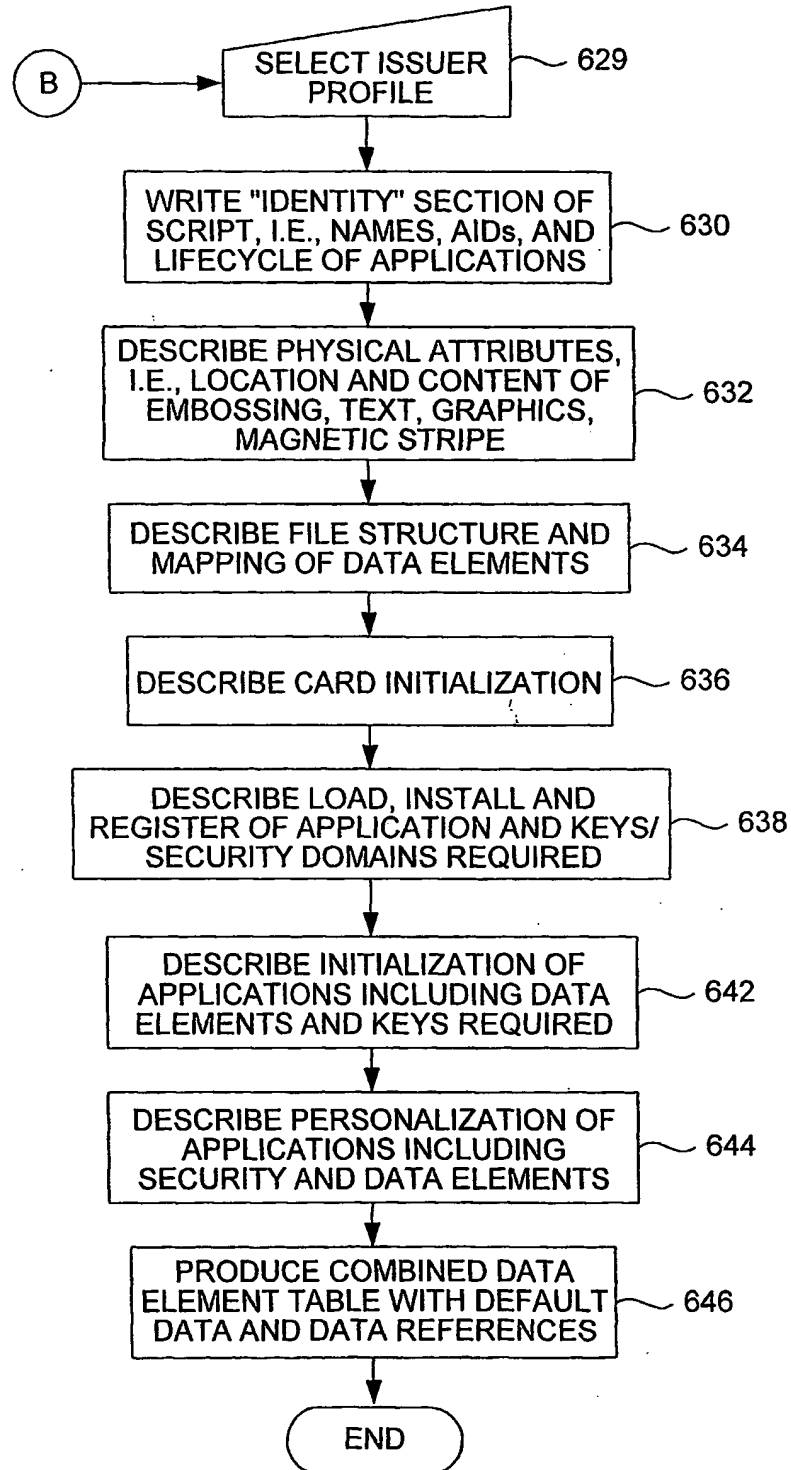 B
SELECT ISSUER
PROFILE
629
WRITE "IDENTITY" SECTION OF
SCRIPT, I.E., NAMES, AIDs, AND
LIFECYCLE OF APPLICATIONS
630
DESCRIBE PHYSICAL ATTRIBUTES,
I.E., LOCATION AND CONTENT OF
EMBOSSING, TEXT, GRAPHICS,
MAGNETIC STRIPE
632
DESCRIBE FILE STRUCTURE AND
MAPPING OF DATA ELEMENTS
634
DESCRIBE CARD INITIALIZATION
636
DESCRIBE LOAD, INSTALL AND
REGISTER OF APPLICATION AND KEYS/
SECURITY DOMAINS REQUIRED
638
DESCRIBE INITIALIZATION OF
APPLICATIONS INCLUDING DATA
ELEMENTS AND KEYS REQUIRED
642
DESCRIBE PERSONALIZATION OF
APPLICATIONS INCLUDING
SECURITY AND DATA ELEMENTS
644
PRODUCE COMBINED DATA
ELEMENT TABLE WITH DEFAULT
DATA AND DATA REFERENCES
646
END